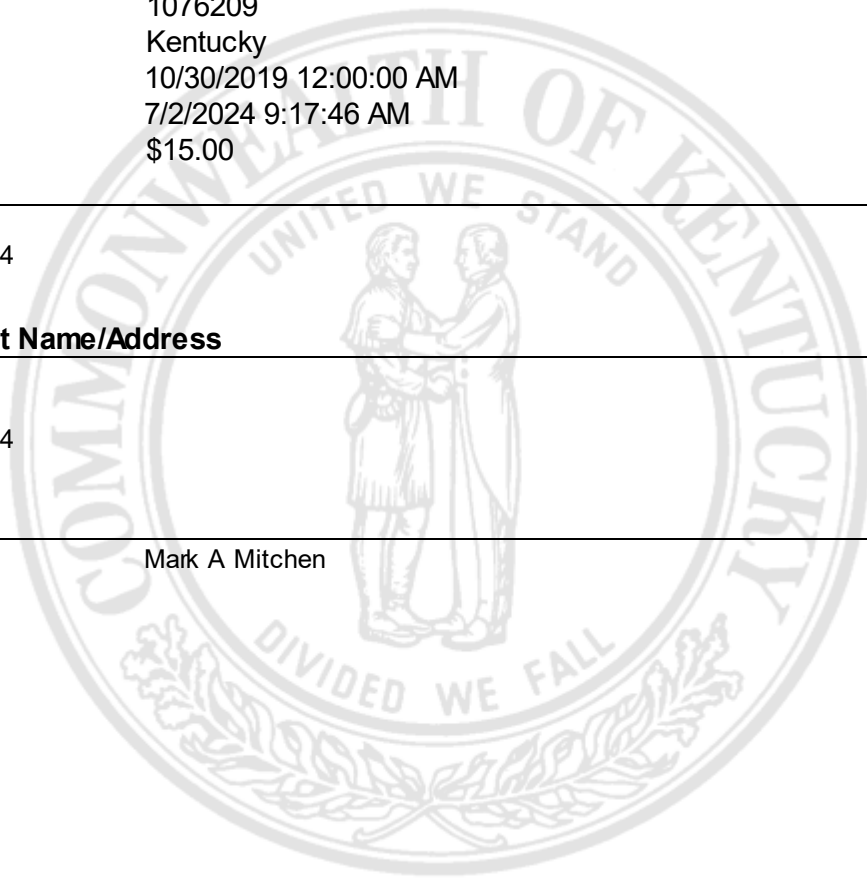 1076209
Kentucky
10/30/2019 12:00:00 AM
7/2/2024 9:17:46 AM
$15.00
4
t Name/Address
4
Mark A Mitchen
COMMONWEALTH OF KENTUCKY
UNITED WE STAND
DIVIDED WE FALL